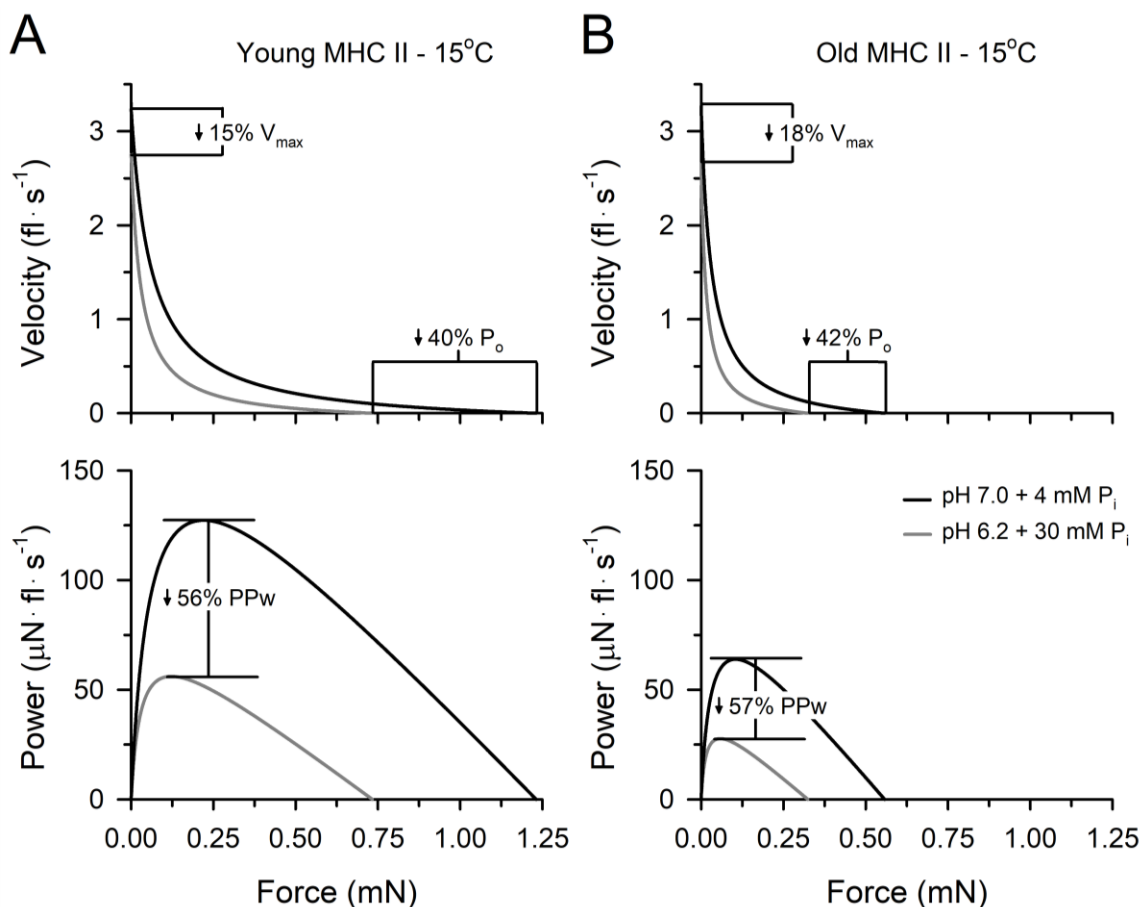 A
Young MHC II - 15°C
Velocity (fl· s⁻¹)
3
2
1
0
↓ 15% Vmax
↓ 40% Po
Power (μN· fl· s⁻¹)
150
100
50
0
↓ 56% PPw
0.00 0.25 0.50 0.75 1.00 1.25
Force (mN)
B
Old MHC II - 15°C
Velocity (fl· s⁻¹)
3
2
1
0
↓ 18% Vmax
↓ 42% Po
Power (μN· fl· s⁻¹)
150
100
50
0
pH 7.0 + 4 mM Pi
pH 6.2 + 30 mM Pi
↓ 57% PPw
0.00 0.25 0.50 0.75 1.00 1.25
Force (mN)